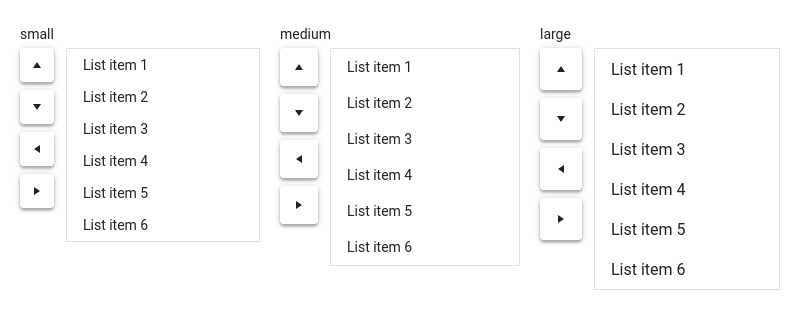 small
List item 1
List item 2
List item 3
List item 4
List item 5
List item 6
medium
List item 1
List item 2
List item 3
List item 4
List item 5
List item 6
large
List item 1
List item 2
List item 3
List item 4
List item 5
List item 6